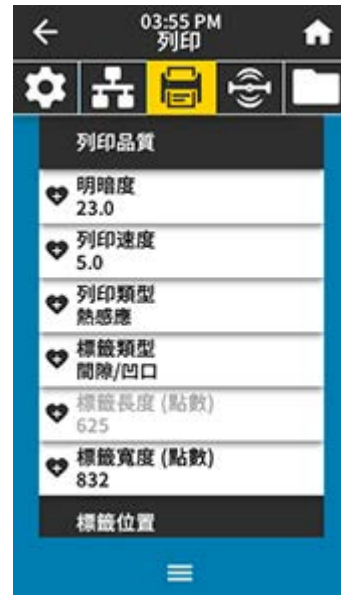 03:55 PM
列印
列印品質
明暗度
23.0
列印速度
5.0
列印類型
熱感應
標籤類型
間隙/凹口
標籤長度 (點數)
625
標籤寬度 (點數)
832
標籤位置